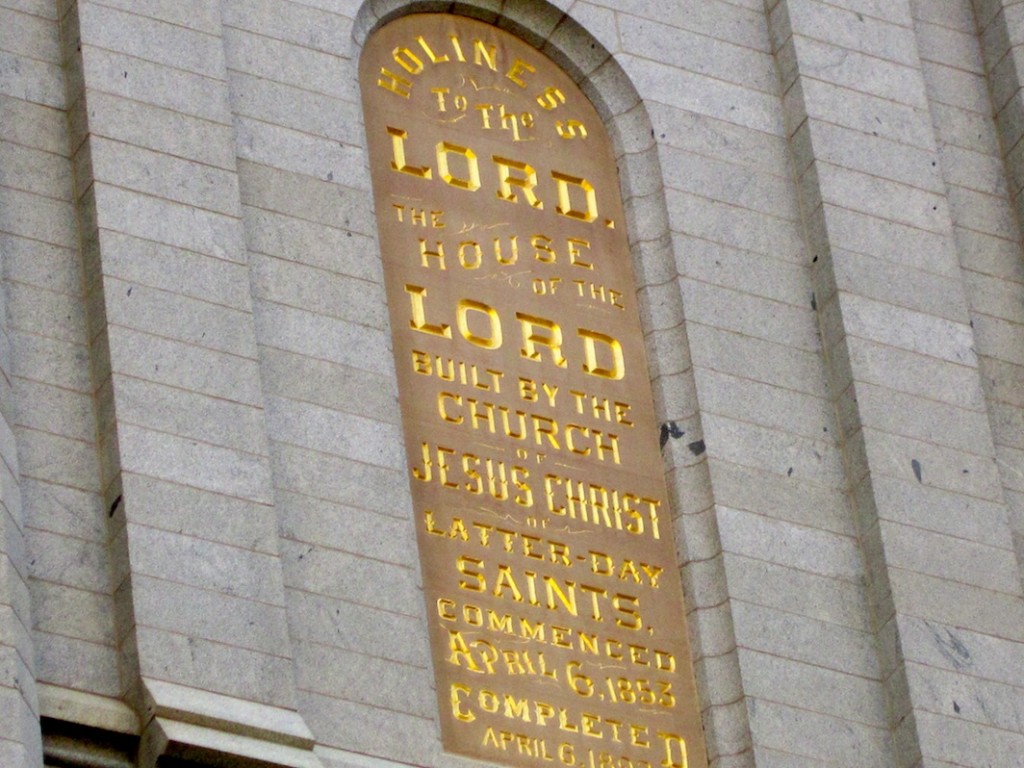 HOLINESS
To The
LORD.
THE
HOUSE
OF THE
LORD
BUILT BY THE
CHURCH
OF
JESUS CHRIST
OF
LATTER-DAY
SAINTS.
COMMENCED
APRIL 6, 1853
COMPLETED
APRIL 6,